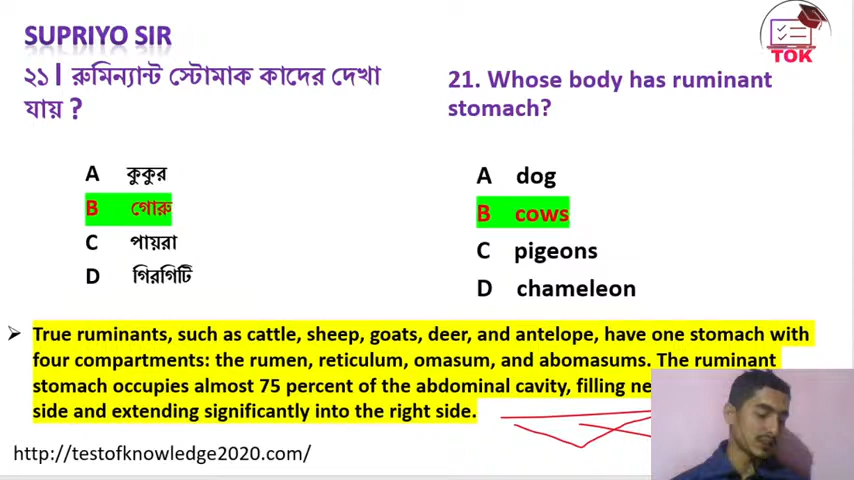 SUPRIYO SIR
২১। রুমিন্যান্ট স্টোমাক কাদের দেখা
যায় ?
A কুকুর
B গোরু
C পায়রা
D গিরগিটি
TOK
21. Whose body has ruminant
stomach?
A dog
B cows
C pigeons
D chameleon
➢ True ruminants, such as cattle, sheep, goats, deer, and antelope, have one stomach with
four compartments: the rumen, reticulum, omasum, and abomasums. The ruminant
stomach occupies almost 75 percent of the abdominal cavity, filling
side and extending significantly into the right side.
http://testofknowledge2020.com/